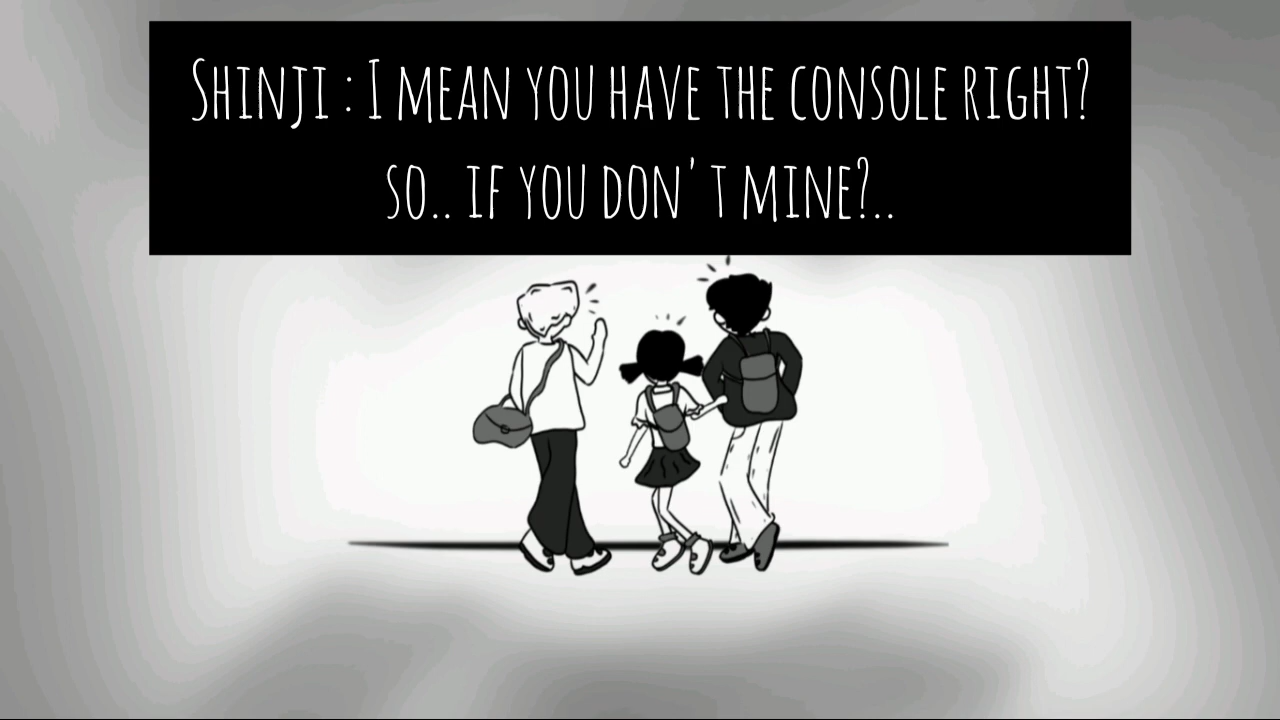 Shinji : I mean you have the console right?
so.. if you don't mine?..